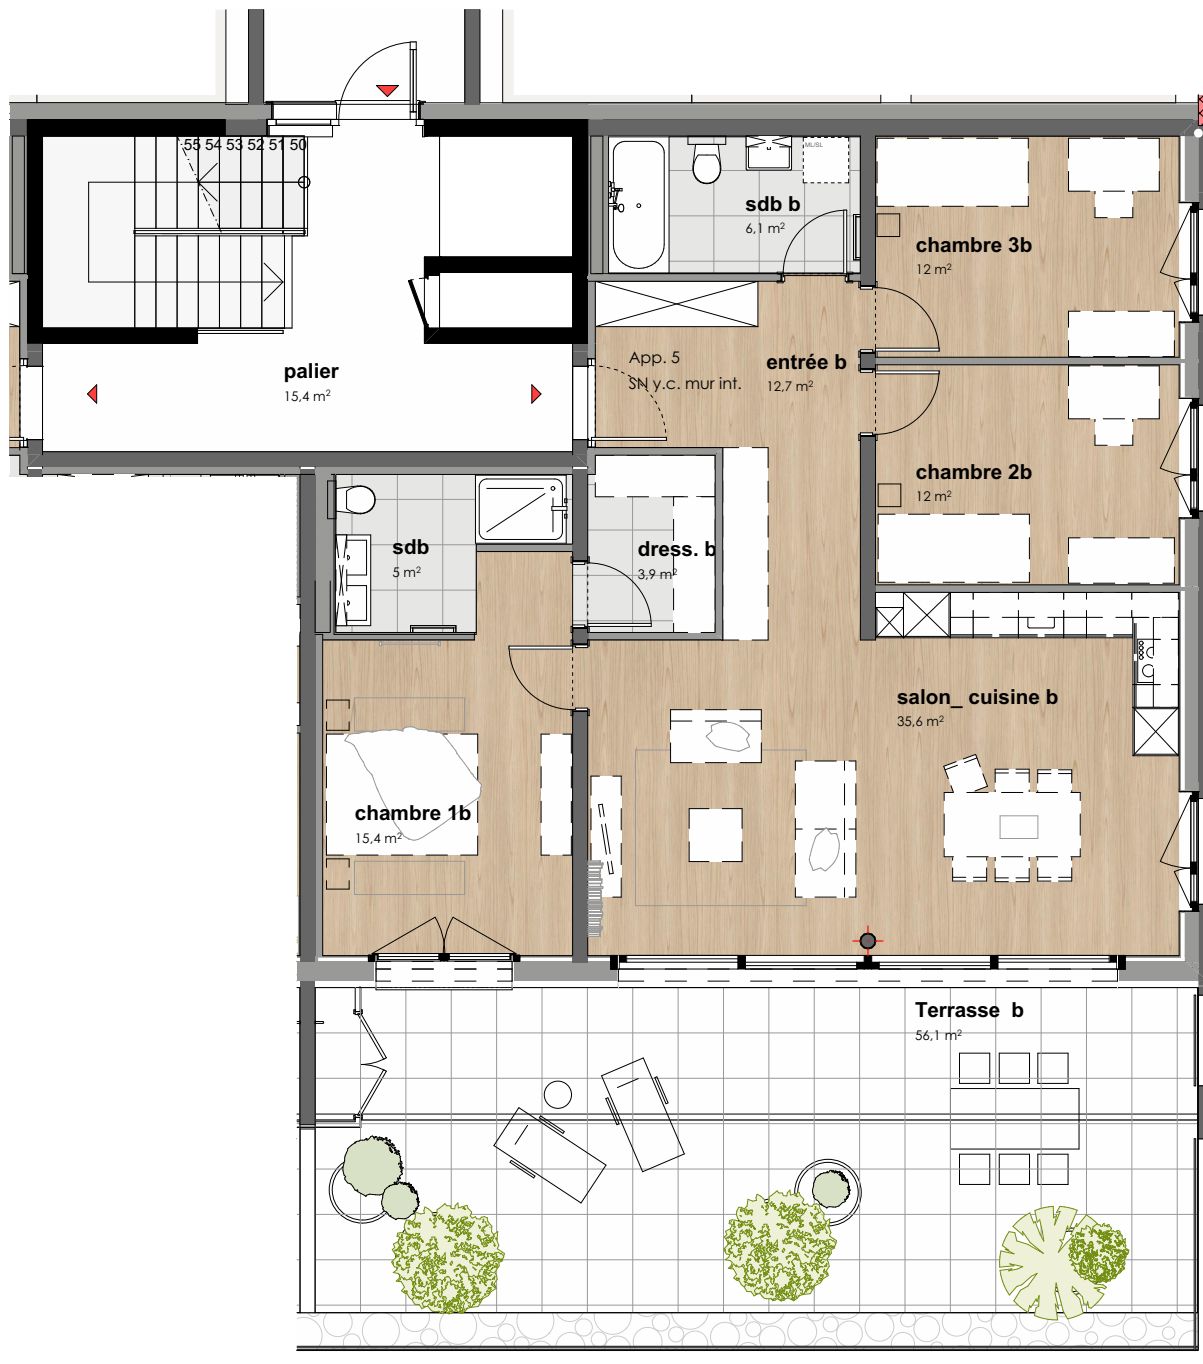 55 54 53 52 51 50
ML/SL
sdb b
6,1 m²
chambre 3b
12 m²
App. 5
SN y.c. mur int.
entrée b
12,7 m²
palier
15,4 m²
chambre 2b
12 m²
sdb
5 m²
dress. b
3,9 m²
salon_ cuisine b
35,6 m²
chambre 1b
15,4 m²
Terrasse b
56,1 m²